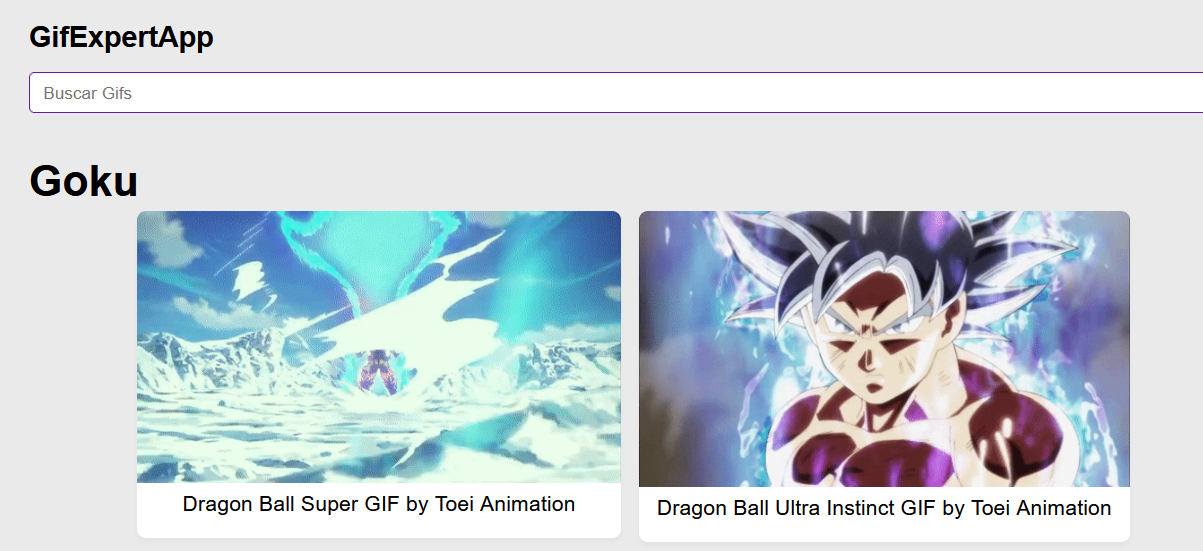 GifExpertApp
Buscar Gifs
Goku
Dragon Ball Super GIF by Toei Animation
Dragon Ball Ultra Instinct GIF by Toei Animation